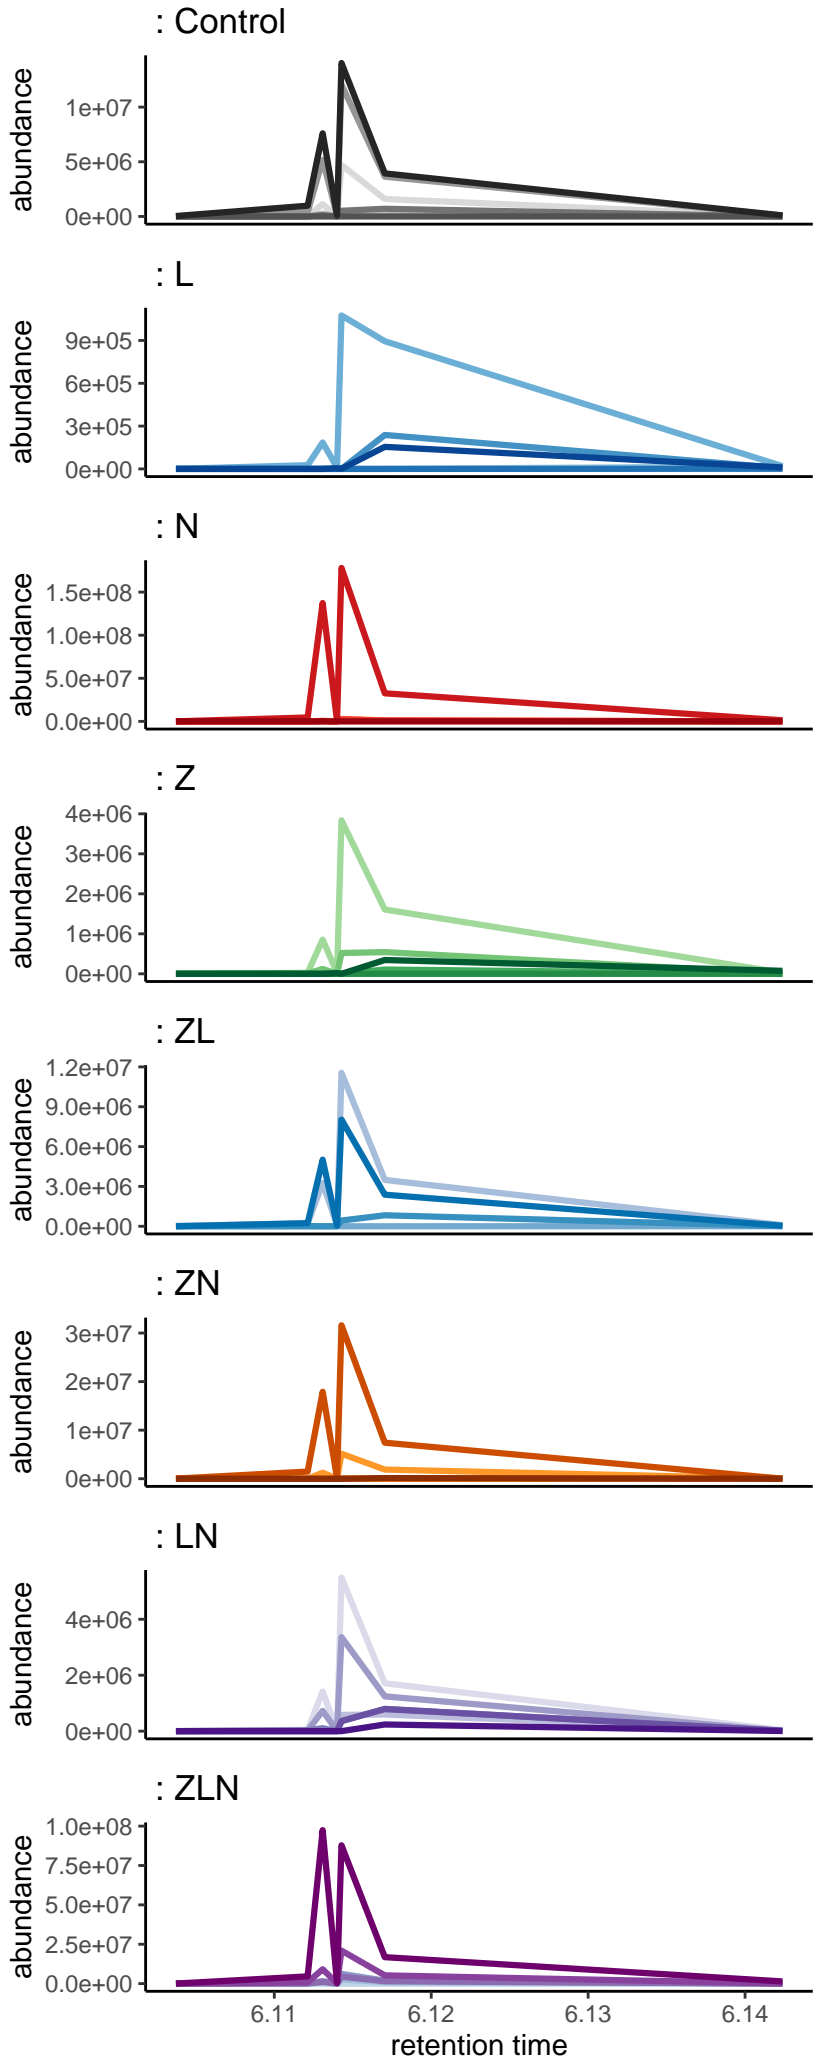 : Control
abundance
1e+07
5e+06
0e+00
: L
abundance
9e+05
6e+05
3e+05
0e+00
: N
abundance
1.5e+08
1.0e+08
5.0e+07
0.0e+00
: Z
abundance
4e+06
3e+06
2e+06
1e+06
0e+00
: ZL
abundance
1.2e+07
9.0e+06
6.0e+06
3.0e+06
0.0e+00
: ZN
abundance
3e+07
2e+07
1e+07
0e+00
: LN
abundance
4e+06
2e+06
0e+00
: ZLN
abundance
1.0e+08
7.5e+07
5.0e+07
2.5e+07
0.0e+00
6.11 6.12 6.13 6.14
retention time